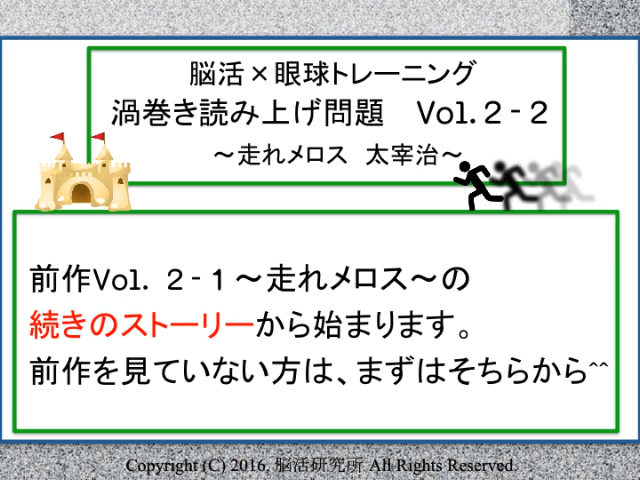 脳活×眼球トレーニング
渦巻き読み上げ問題　Vol.２-２
～走れメロス　太宰治～
前作Vol. ２-１～走れメロス～の
続きのストーリーから始まります。
前作を見ていない方は、まずはそちらから^^
Copyright (C) 2016, 脳活研究所 All Rights Reserved.